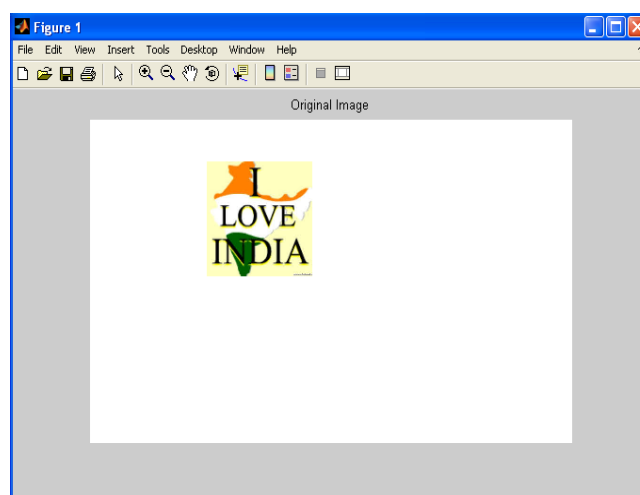 Figure 1
File Edit View Insert Tools Desktop Window Help
Original Image
I
LOVE
INDIA